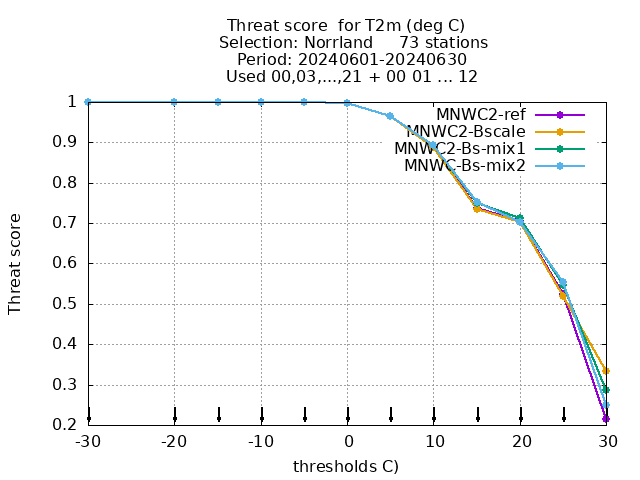 Threat score  for T2m (deg C)
Selection: Norrland     73 stations
Period: 20240601-20240630
Used 00,03,...,21 + 00 01 ... 12
MNWC2-ref
MNWC2-Bscale
MNWC2-Bs-mix1
MNWC-Bs-mix2
Threat score
1
0.9
0.8
0.7
0.6
0.5
0.4
0.3
0.2
-30 -20 -10 0 10 20 30
thresholds C)